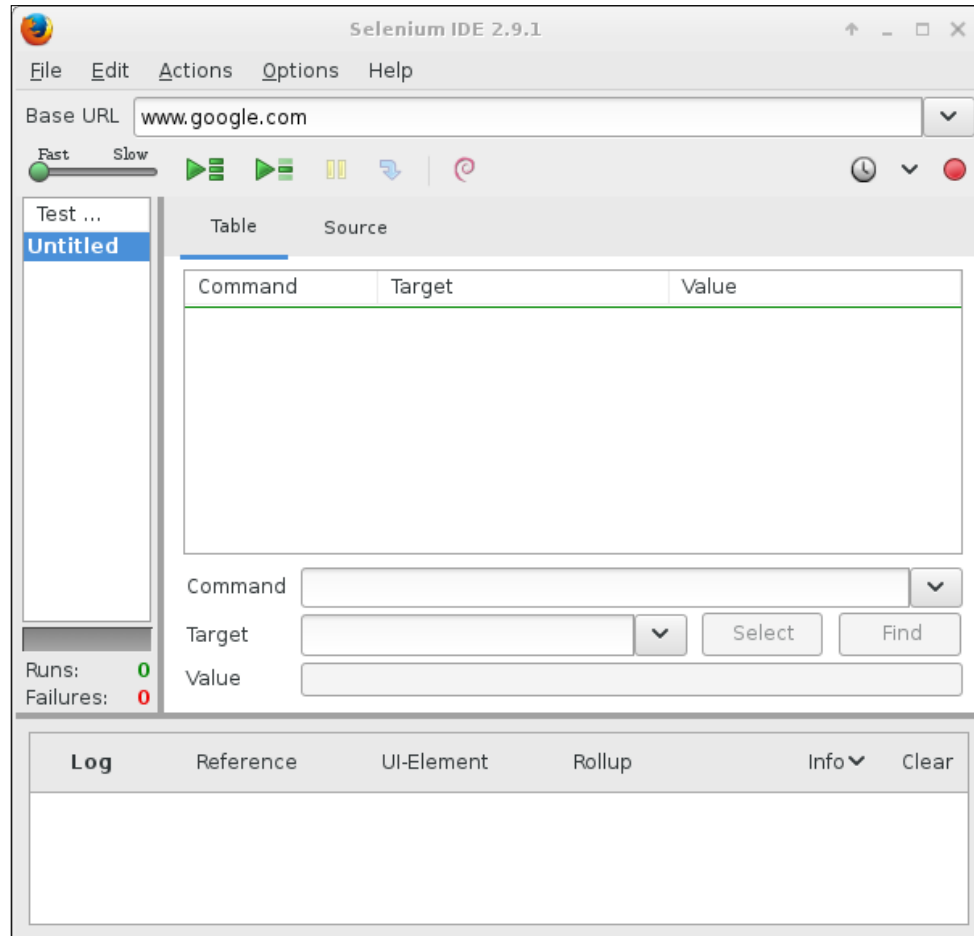 Selenium IDE 2.9.1
File Edit Actions Options Help
Base URL www.google.com
Fast Slow
Test ...
Untitled
Table Source
Command Target Value
Command
Target Select Find
Value
Runs: 0
Failures: 0
Log Reference UI-Element Rollup Info Clear